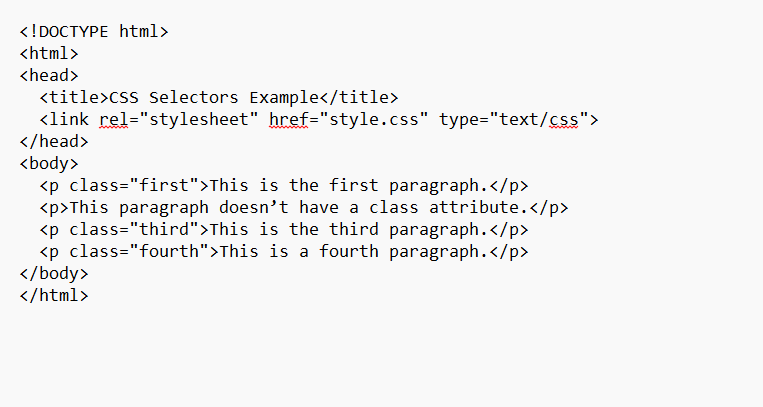 <!DOCTYPE html>
<html>
<head>
  <title>CSS Selectors Example</title>
  <link rel="stylesheet" href="style.css" type="text/css">
</head>
<body>
  <p class="first">This is the first paragraph.</p>
  <p>This paragraph doesn’t have a class attribute.</p>
  <p class="third">This is the third paragraph.</p>
  <p class="fourth">This is a fourth paragraph.</p>
</body>
</html>